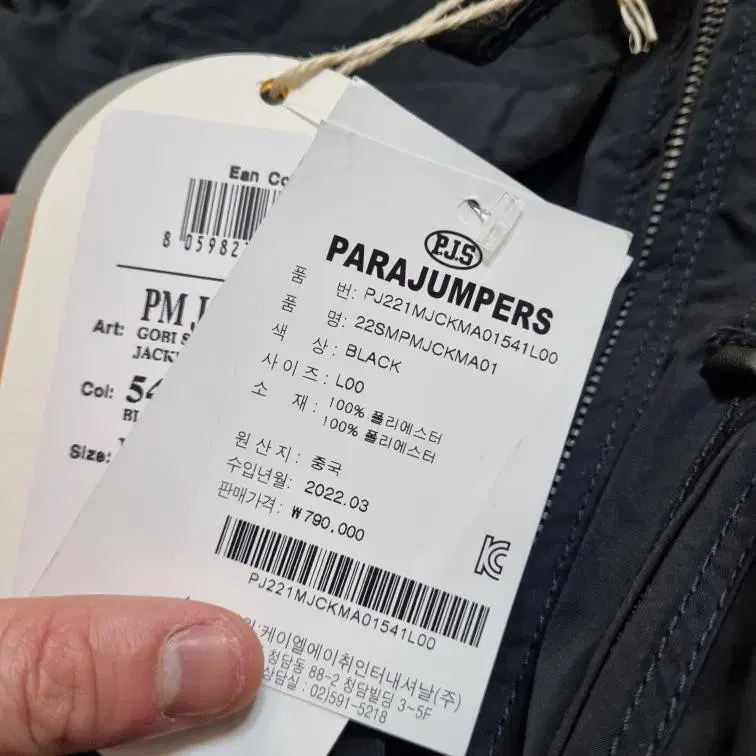 Ean Co
8 05982
PM J
Art: GOBI S
JACK
Col: 54
Size:
P.J.S
PARAJUMPERS
품 번: PJ221MJCKMA01541L00
품 명: 22SMPMJCKMA01
색 상: BLACK
사이즈: L00
소 재: 100% 폴리에스터
100% 폴리에스터
원산지: 중국
수입년월: 2022.03
판매가격: ₩790,000
PJ221MJCKMA01541L00
케이엘에이취인터내셔날(주)
청담동 88-2 청담빌딩 3~5F
상담실: 02)591-5218